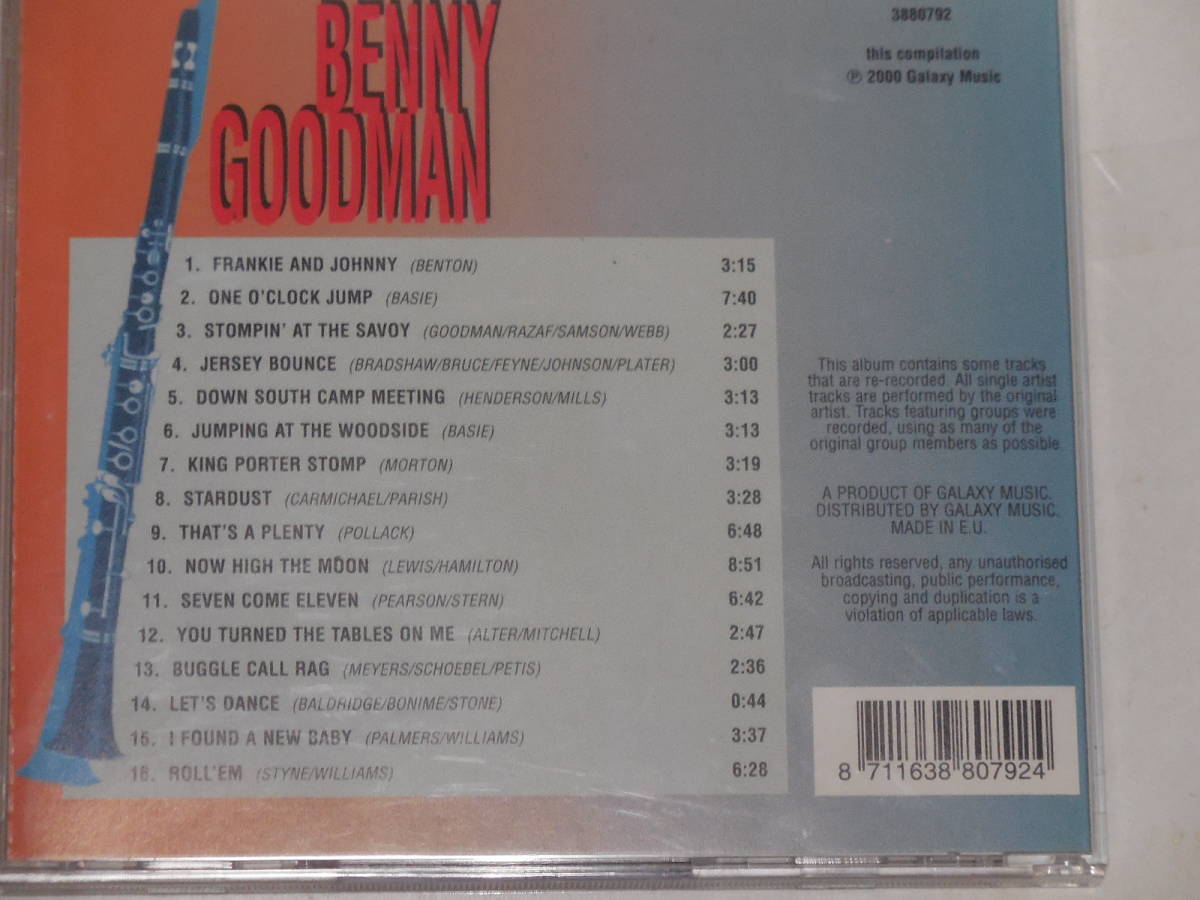 BENNY
GOODMAN
3880792
this compilation
℗ 2000 Galaxy Music
1. FRANKIE AND JOHNNY (BENTON) 3:15
2. ONE O'CLOCK JUMP (BASIE) 7:40
3. STOMPIN' AT THE SAVOY (GOODMAN/RAZAF/SAMSON/WEBB) 2:27
4. JERSEY BOUNCE (BRADSHAW/BRUCE/FEYNE/JOHNSON/PLATER) 3:00
5. DOWN SOUTH CAMP MEETING (HENDERSON/MILLS) 3:13
6. JUMPING AT THE WOODSIDE (BASIE) 3:13
7. KING PORTER STOMP (MORTON) 3:19
8. STARDUST (CARMICHAEL/PARISH) 3:28
9. THAT'S A PLENTY (POLLACK) 6:48
10. NOW HIGH THE MOON (LEWIS/HAMILTON) 8:51
11. SEVEN COME ELEVEN (PEARSON/STERN) 6:42
12. YOU TURNED THE TABLES ON ME (ALTER/MITCHELL) 2:47
13. BUGGLE CALL RAG (MEYERS/SCHOEBEL/PETIS) 2:36
14. LET'S DANCE (BALDRIDGE/BONIME/STONE) 0:44
15. I FOUND A NEW BABY (PALMERS/WILLIAMS) 3:37
16. ROLL'EM (STYNE/WILLIAMS) 6:28
This album contains some tracks
that are re-recorded. All single artist
tracks are performed by the original
artist. Tracks featuring groups were
recorded, using as many of the
original group members as possible.
A PRODUCT OF GALAXY MUSIC.
DISTRIBUTED BY GALAXY MUSIC.
MADE IN E.U.
All rights reserved, any unauthorised
broadcasting, public performance,
copying and duplication is a
violation of applicable laws.
8 711638 807924